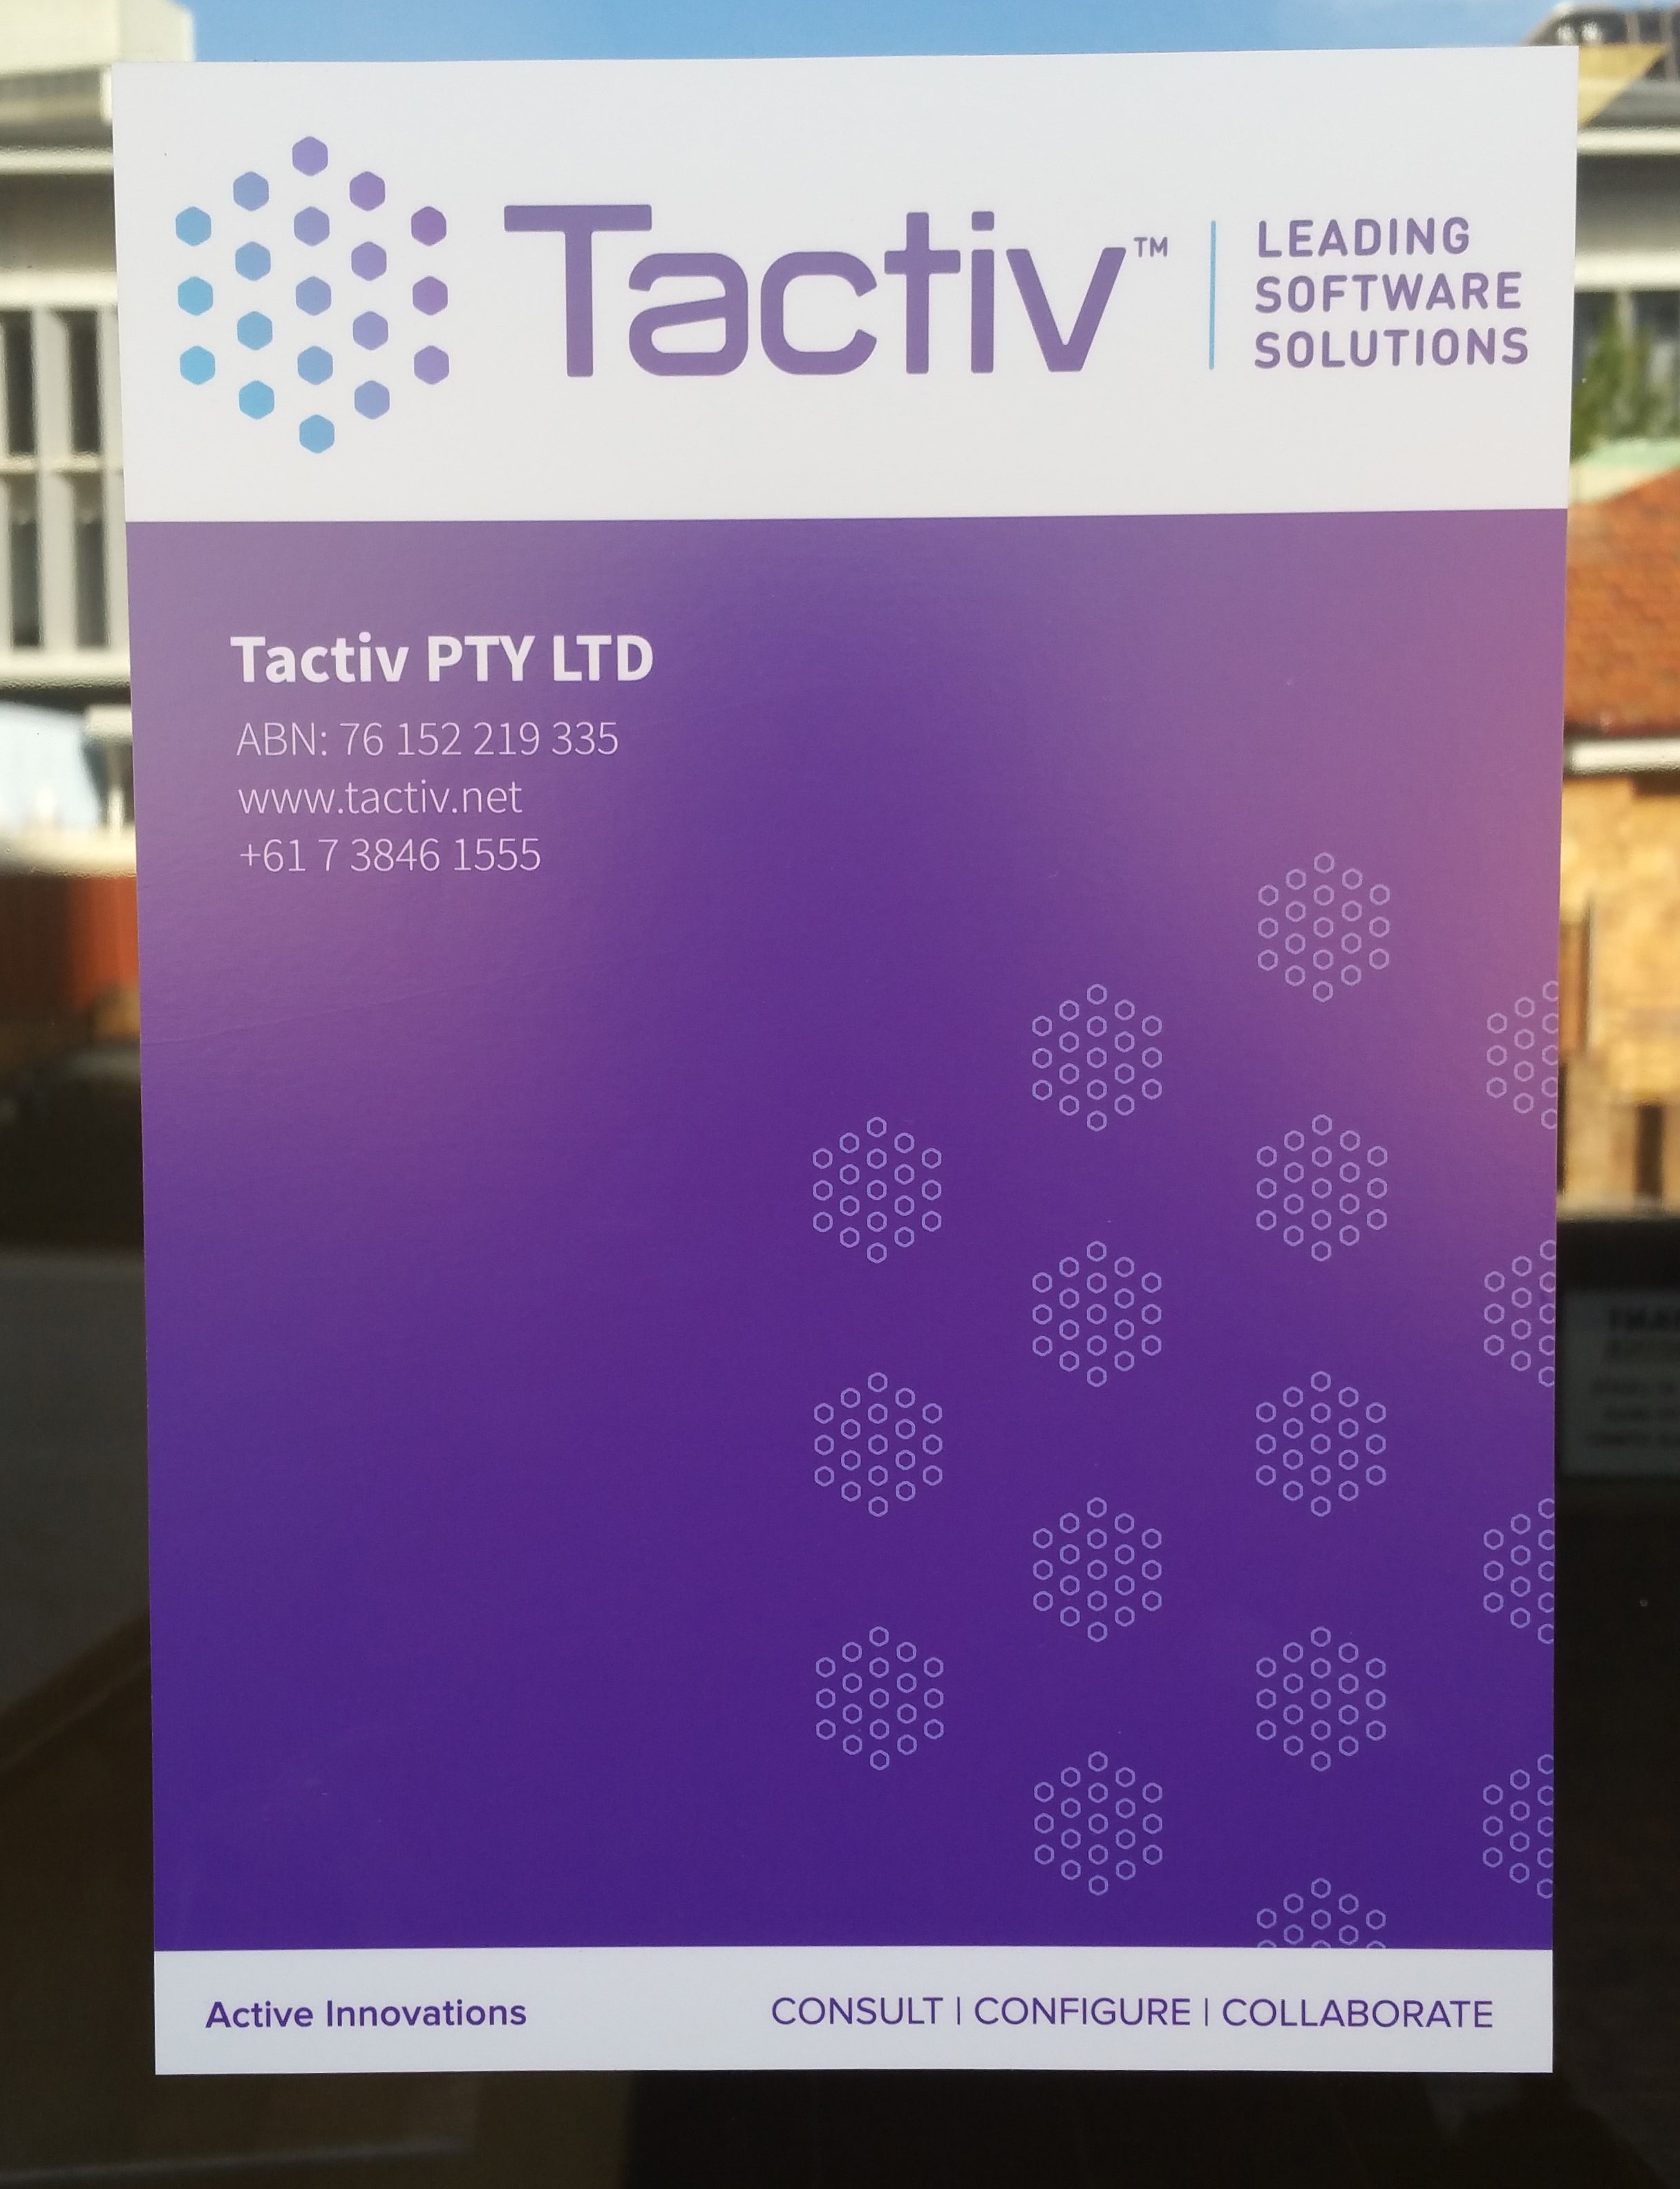 Tactiv™
LEADING
SOFTWARE
SOLUTIONS
Tactiv PTY LTD
ABN: 76 152 219 335
www.tactiv.net
+61 7 3846 1555
Active Innovations
CONSULT | CONFIGURE | COLLABORATE